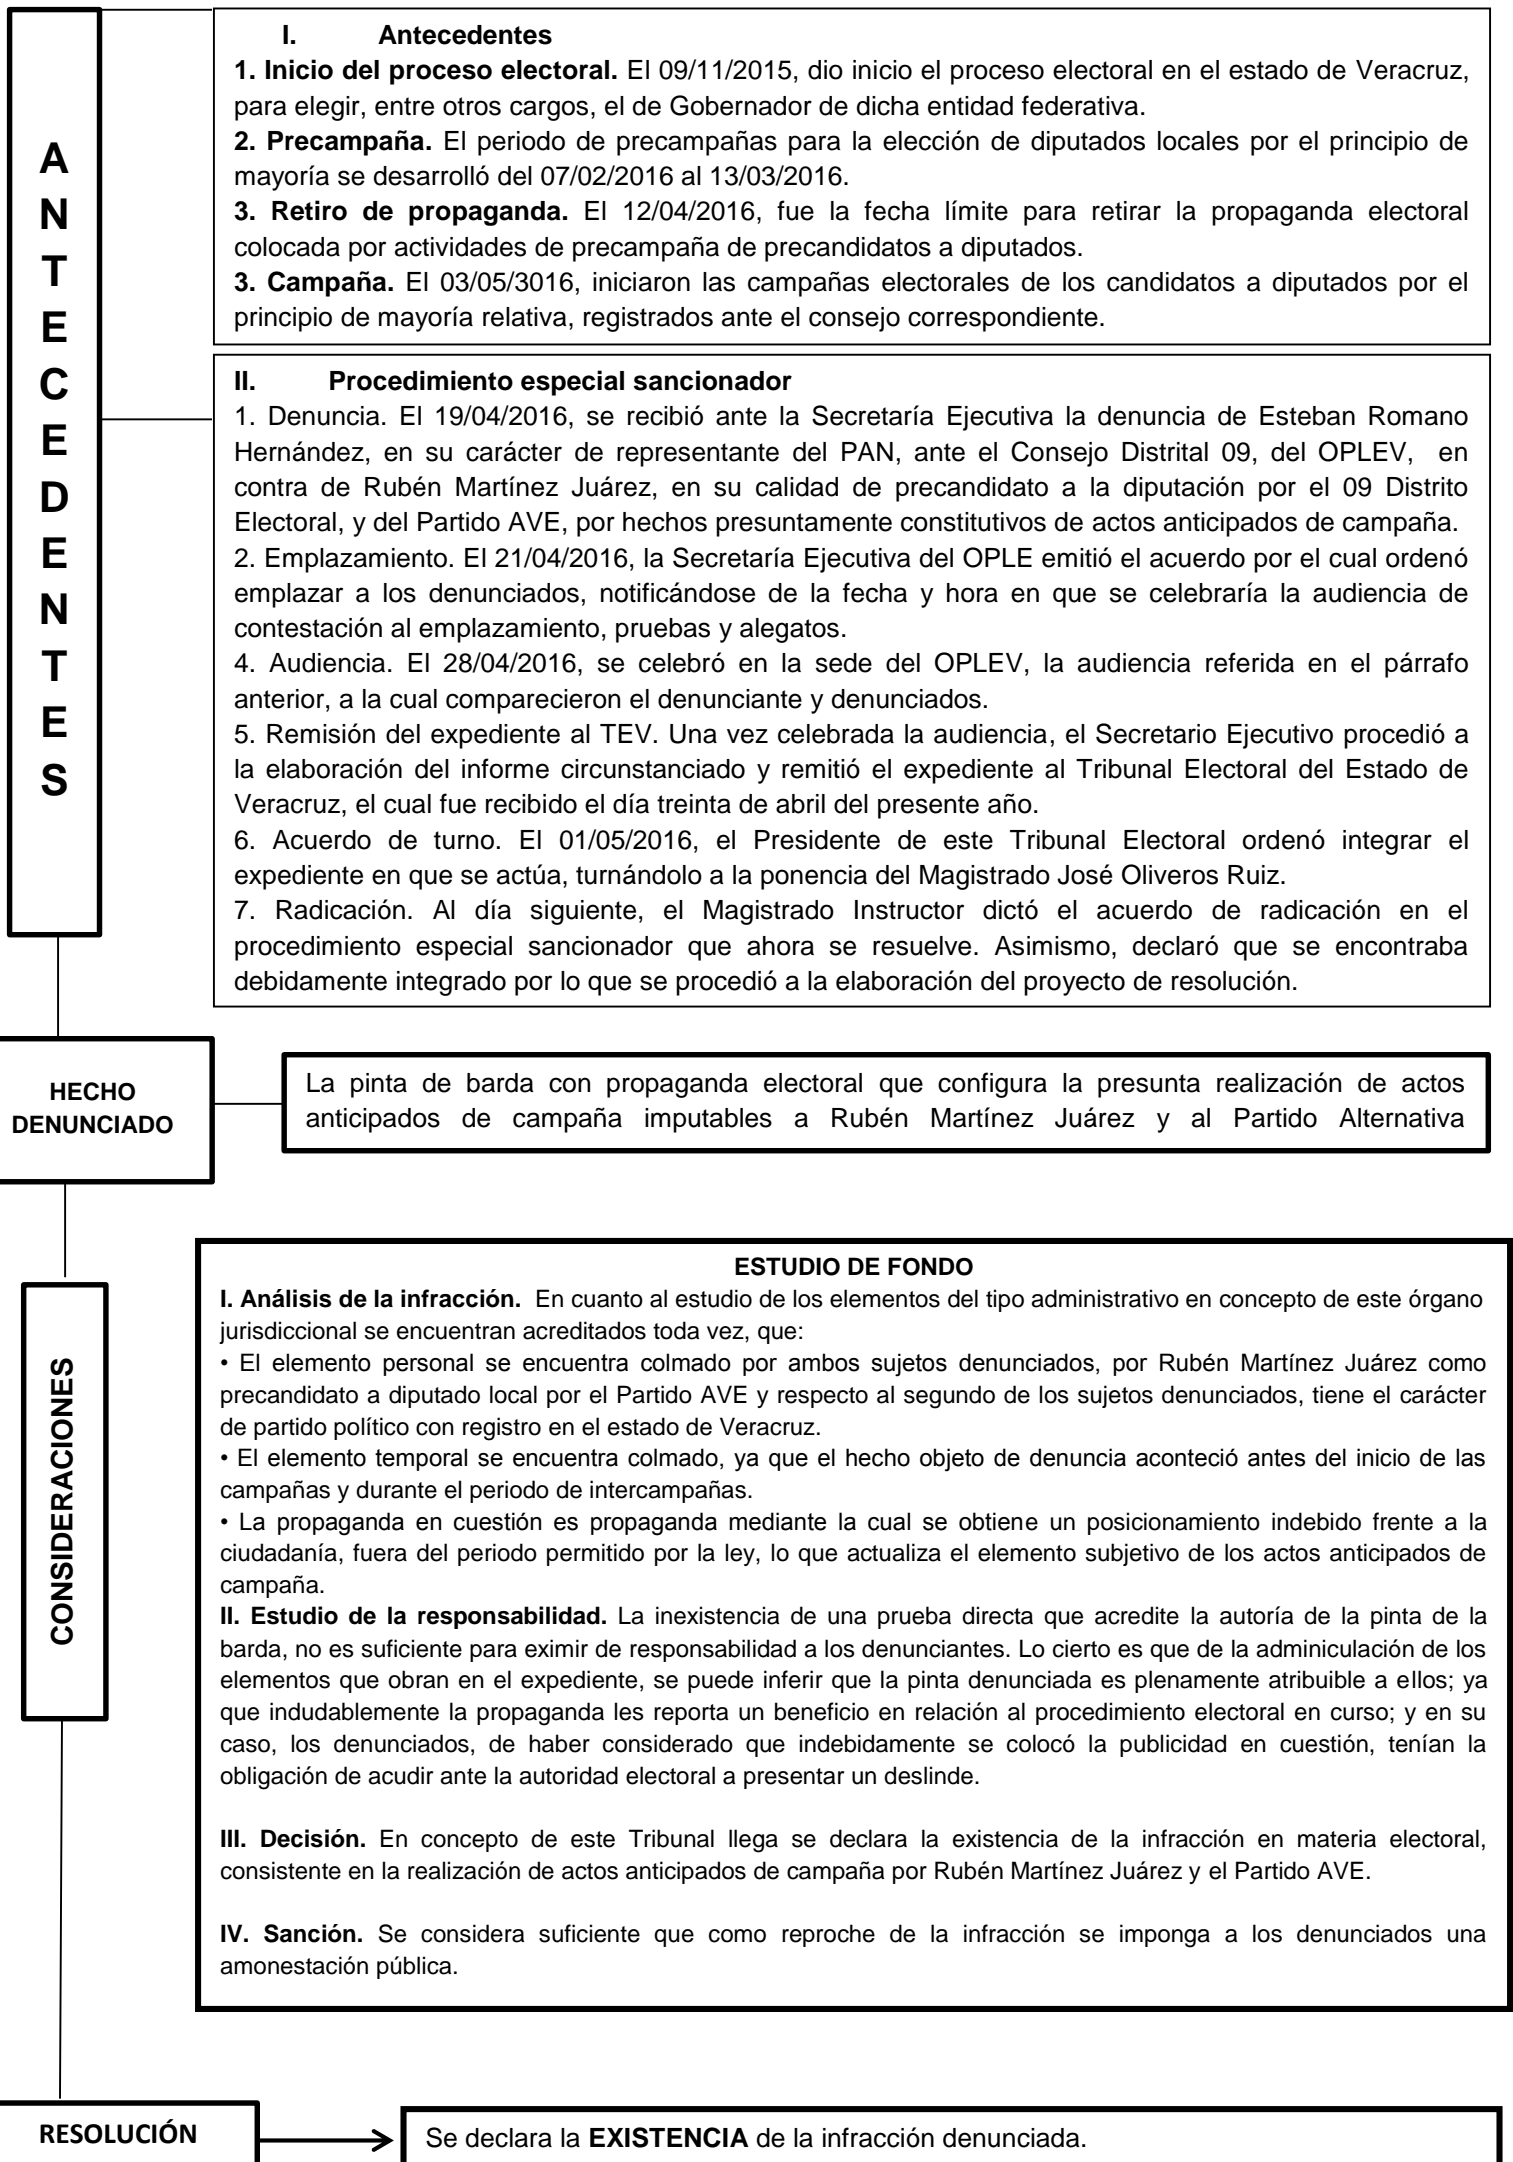 ANTECEDENTES
I. Antecedentes
1. Inicio del proceso electoral. El 09/11/2015, dio inicio el proceso electoral en el estado de Veracruz,
para elegir, entre otros cargos, el de Gobernador de dicha entidad federativa.
2. Precampaña. El periodo de precampañas para la elección de diputados locales por el principio de
mayoría se desarrolló del 07/02/2016 al 13/03/2016.
3. Retiro de propaganda. El 12/04/2016, fue la fecha límite para retirar la propaganda electoral
colocada por actividades de precampaña de precandidatos a diputados.
3. Campaña. El 03/05/3016, iniciaron las campañas electorales de los candidatos a diputados por el
principio de mayoría relativa, registrados ante el consejo correspondiente.
II. Procedimiento especial sancionador
1. Denuncia. El 19/04/2016, se recibió ante la Secretaría Ejecutiva la denuncia de Esteban Romano
Hernández, en su carácter de representante del PAN, ante el Consejo Distrital 09, del OPLEV, en
contra de Rubén Martínez Juárez, en su calidad de precandidato a la diputación por el 09 Distrito
Electoral, y del Partido AVE, por hechos presuntamente constitutivos de actos anticipados de campaña.
2. Emplazamiento. El 21/04/2016, la Secretaría Ejecutiva del OPLE emitió el acuerdo por el cual ordenó
emplazar a los denunciados, notificándose de la fecha y hora en que se celebraría la audiencia de
contestación al emplazamiento, pruebas y alegatos.
4. Audiencia. El 28/04/2016, se celebró en la sede del OPLEV, la audiencia referida en el párrafo
anterior, a la cual comparecieron el denunciante y denunciados.
5. Remisión del expediente al TEV. Una vez celebrada la audiencia, el Secretario Ejecutivo procedió a
la elaboración del informe circunstanciado y remitió el expediente al Tribunal Electoral del Estado de
Veracruz, el cual fue recibido el día treinta de abril del presente año.
6. Acuerdo de turno. El 01/05/2016, el Presidente de este Tribunal Electoral ordenó integrar el
expediente en que se actúa, turnándolo a la ponencia del Magistrado José Oliveros Ruiz.
7. Radicación. Al día siguiente, el Magistrado Instructor dictó el acuerdo de radicación en el
procedimiento especial sancionador que ahora se resuelve. Asimismo, declaró que se encontraba
debidamente integrado por lo que se procedió a la elaboración del proyecto de resolución.
HECHO
DENUNCIADO
La pinta de barda con propaganda electoral que configura la presunta realización de actos
anticipados de campaña imputables a Rubén Martínez Juárez y al Partido Alternativa
CONSIDERACIONES
ESTUDIO DE FONDO
I. Análisis de la infracción. En cuanto al estudio de los elementos del tipo administrativo en concepto de este órgano
jurisdiccional se encuentran acreditados toda vez, que:
• El elemento personal se encuentra colmado por ambos sujetos denunciados, por Rubén Martínez Juárez como
precandidato a diputado local por el Partido AVE y respecto al segundo de los sujetos denunciados, tiene el carácter
de partido político con registro en el estado de Veracruz.
• El elemento temporal se encuentra colmado, ya que el hecho objeto de denuncia aconteció antes del inicio de las
campañas y durante el periodo de intercampañas.
• La propaganda en cuestión es propaganda mediante la cual se obtiene un posicionamiento indebido frente a la
ciudadanía, fuera del periodo permitido por la ley, lo que actualiza el elemento subjetivo de los actos anticipados de
campaña.
II. Estudio de la responsabilidad. La inexistencia de una prueba directa que acredite la autoría de la pinta de la
barda, no es suficiente para eximir de responsabilidad a los denunciantes. Lo cierto es que de la adminiculación de los
elementos que obran en el expediente, se puede inferir que la pinta denunciada es plenamente atribuible a ellos; ya
que indudablemente la propaganda les reporta un beneficio en relación al procedimiento electoral en curso; y en su
caso, los denunciados, de haber considerado que indebidamente se colocó la publicidad en cuestión, tenían la
obligación de acudir ante la autoridad electoral a presentar un deslinde.
III. Decisión. En concepto de este Tribunal llega se declara la existencia de la infracción en materia electoral,
consistente en la realización de actos anticipados de campaña por Rubén Martínez Juárez y el Partido AVE.
IV. Sanción. Se considera suficiente que como reproche de la infracción se imponga a los denunciados una
amonestación pública.
RESOLUCIÓN
Se declara la EXISTENCIA de la infracción denunciada.